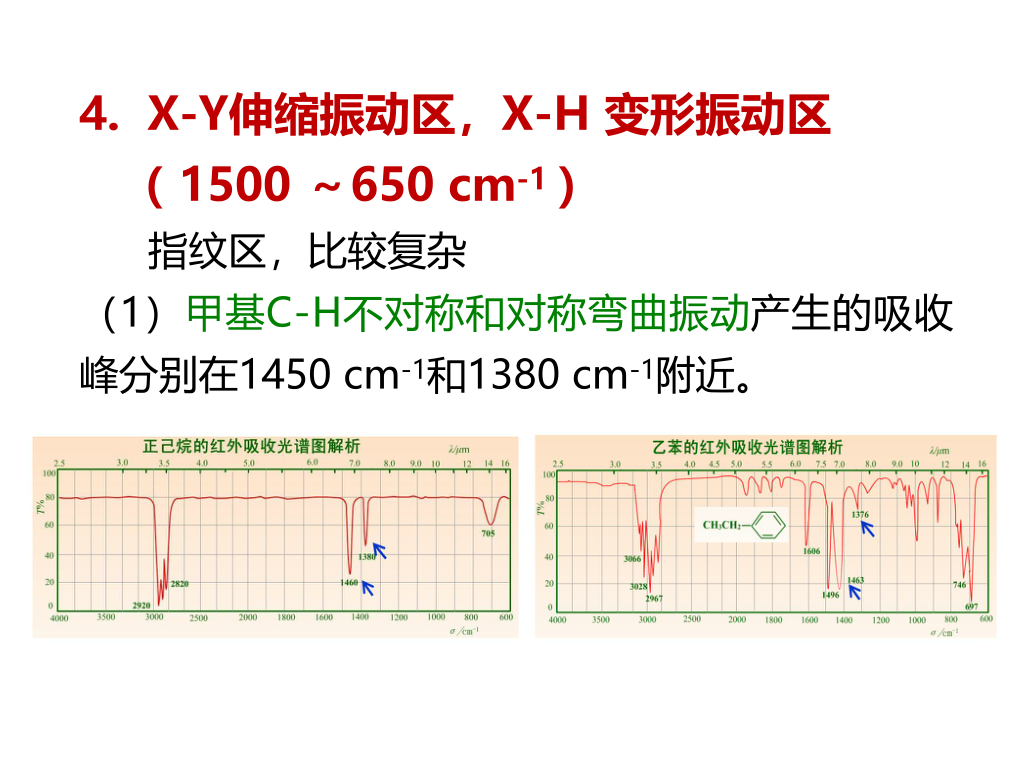 4. X-Y伸缩振动区，X-H 变形振动区
( 1500 ～650 cm-1 )
指纹区，比较复杂
（1）甲基C-H不对称和对称弯曲振动产生的吸收
峰分别在1450 cm-1和1380 cm-1附近。
正己烷的红外吸收光谱图解析
λ/μm
2.5 3.0 3.5 4.0 5.0 6.0 7.0 8.0 9.0 10 12 14 16
100
80
T%
60
40
20
0
2920
2820
1460
1380
705
4000 3500 3000 2500 2000 1800 1600 1400 1200 1000 800 600
σ/cm-1
乙苯的红外吸收光谱图解析
λ/μm
2.5 3.0 3.5 4.0 4.5 5.0 5.5 6.0 7.5 7.0 8.0 9.0 10 12 14 16
100
80
T%
60
40
20
0
CH3CH2
3066
3028
2967
1606
1496
1463
1376
746
697
4000 3500 3000 2500 2000 1800 1600 1400 1200 1000 800 600
σ/cm-1